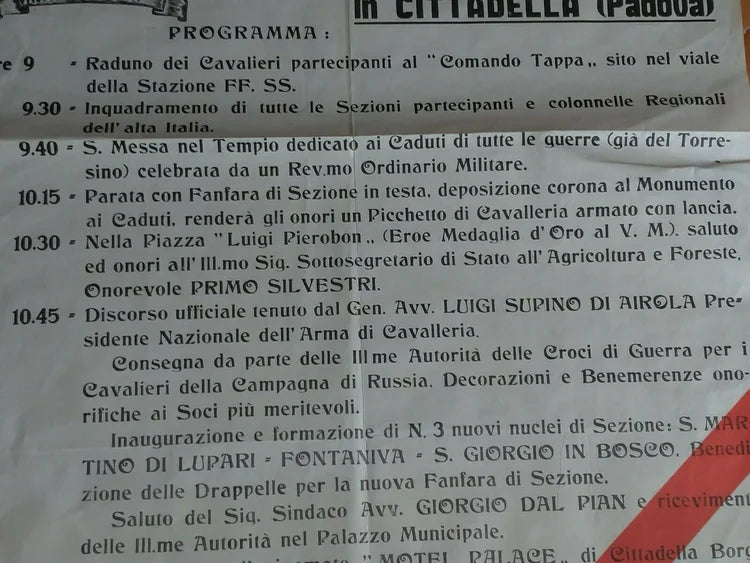 in CITTADELLA (Padova)
PROGRAMMA :
re 9 - Raduno dei Cavalieri partecipanti al " Comando Tappa „ sito nel viale
della Stazione FF. SS.
9.30 - Inquadramento di tutte le Sezioni partecipanti e colonnelle Regionali
dell' alta Italia.
9.40 - S. Messa nel Tempio dedicato ai Caduti di tutte le guerre (già del Torre-
sino) celebrata da un Rev.mo Ordinario Militare.
10.15 - Parata con Fanfara di Sezione in testa, deposizione corona al Monumento
ai Caduti, renderà gli onori un Picchetto di Cavalleria armato con lancia.
10.30 - Nella Piazza " Luigi Pierobon „ (Eroe Medaglia d' Oro al V. M.), saluto
ed onori all' Ill.mo Sig. Sottosegretario di Stato all' Agricoltura e Foreste,
Onorevole PRIMO SILVESTRI.
10.45 - Discorso ufficiale tenuto dal Gen. Avv. LUIGI SUPINO DI AIROLA Pre-
sidente Nazionale dell' Arma di Cavalleria.
Consegna da parte delle Ill me Autorità delle Croci di Guerra per i
Cavalieri della Campagna di Russia, Decorazioni e Benemerenze ono-
rifiche ai Soci più meritevoli.
Inaugurazione e formazione di N. 3 nuovi nuclei di Sezione: S. MAR
TINO DI LUPARI - FONTANIVA - S. GIORGIO IN BOSCO. Benedi
zione delle Drappelle per la nuova Fanfara di Sezione.
Saluto del Sig. Sindaco Avv. GIORGIO DAL PIAN e riceviment
delle Ill.me Autorità nel Palazzo Municipale.
" MOTEL PALACE „ di Cittadella Borg